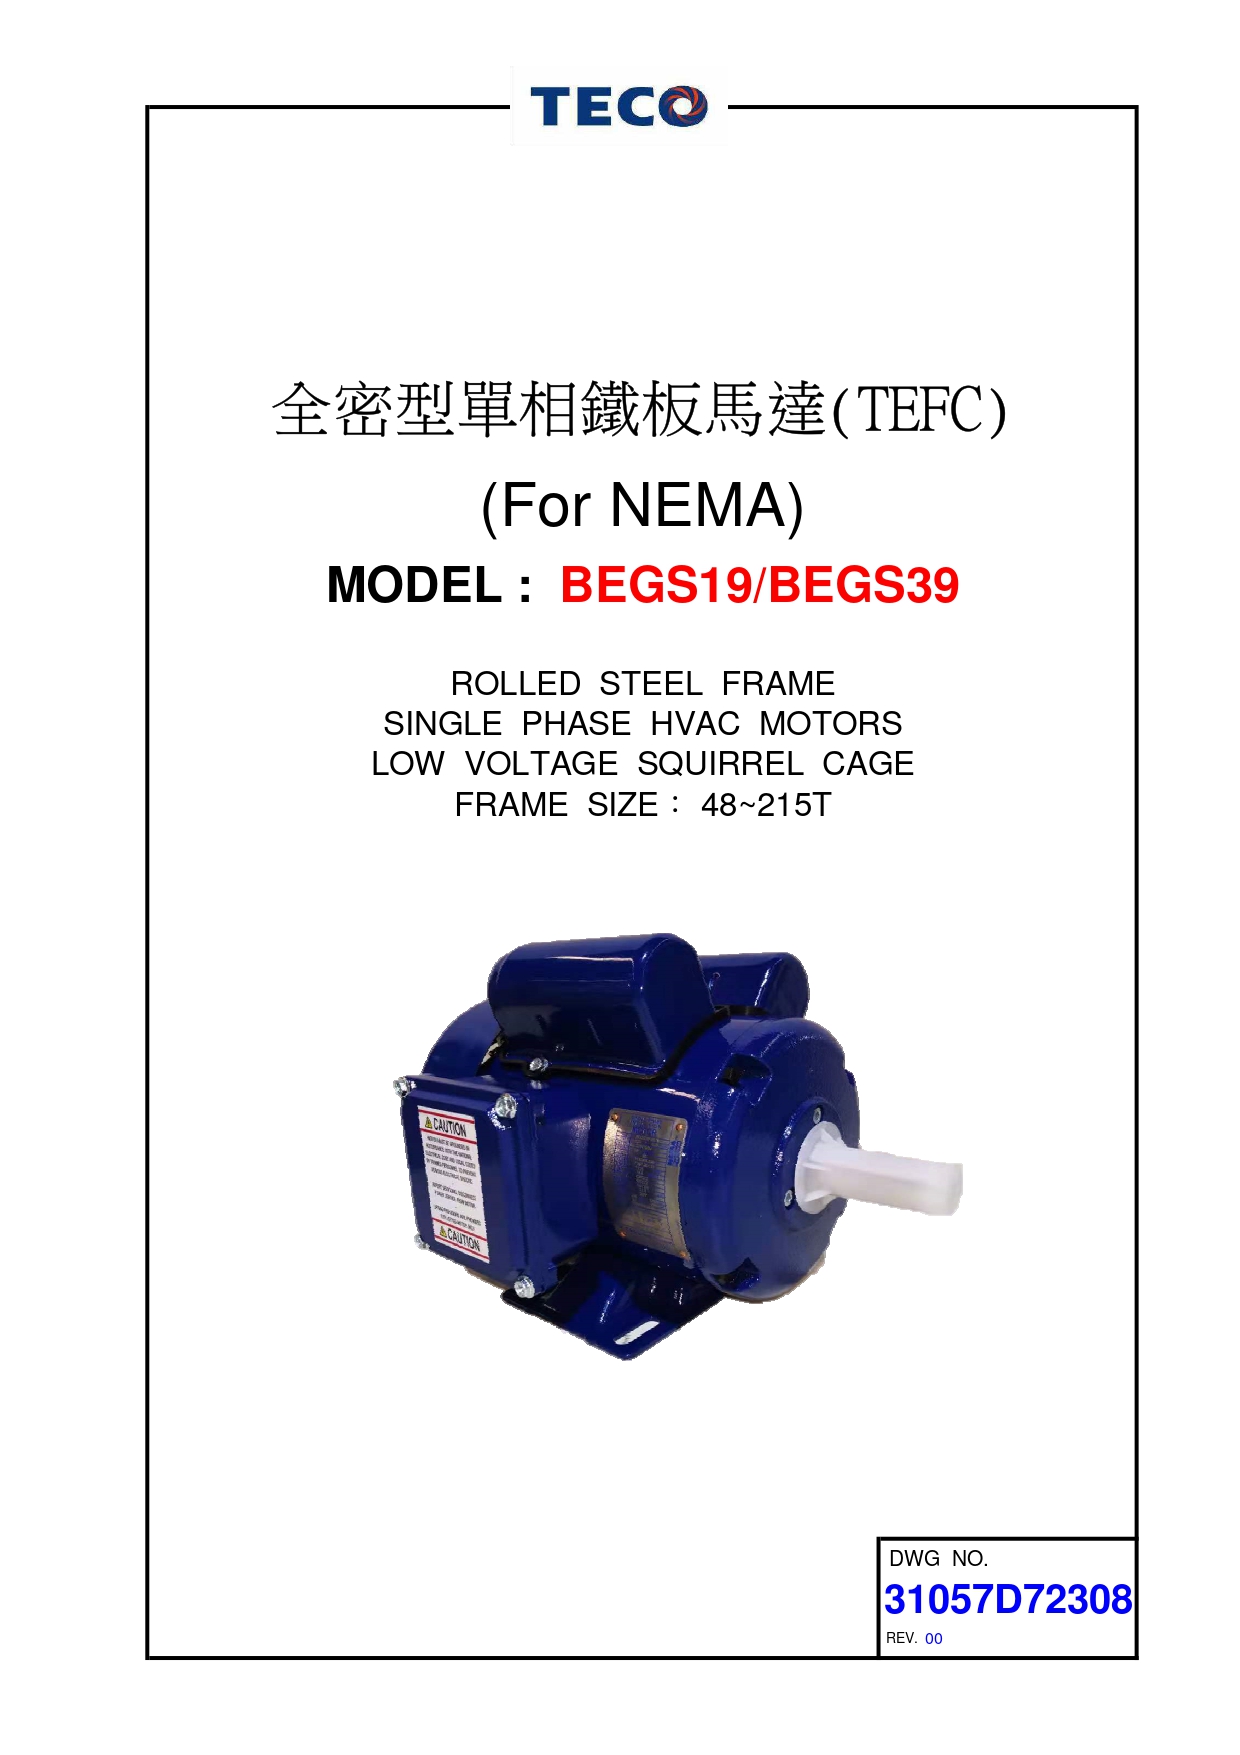 TECO
全密型單相鐵板馬達(TEFC)
(For NEMA)
MODEL : BEGS19/BEGS39
ROLLED STEEL FRAME
SINGLE PHASE HVAC MOTORS
LOW VOLTAGE SQUIRREL CAGE
FRAME SIZE : 48~215T
CAUTION
CAUTION
DWG NO.
31057D72308
REV. 00